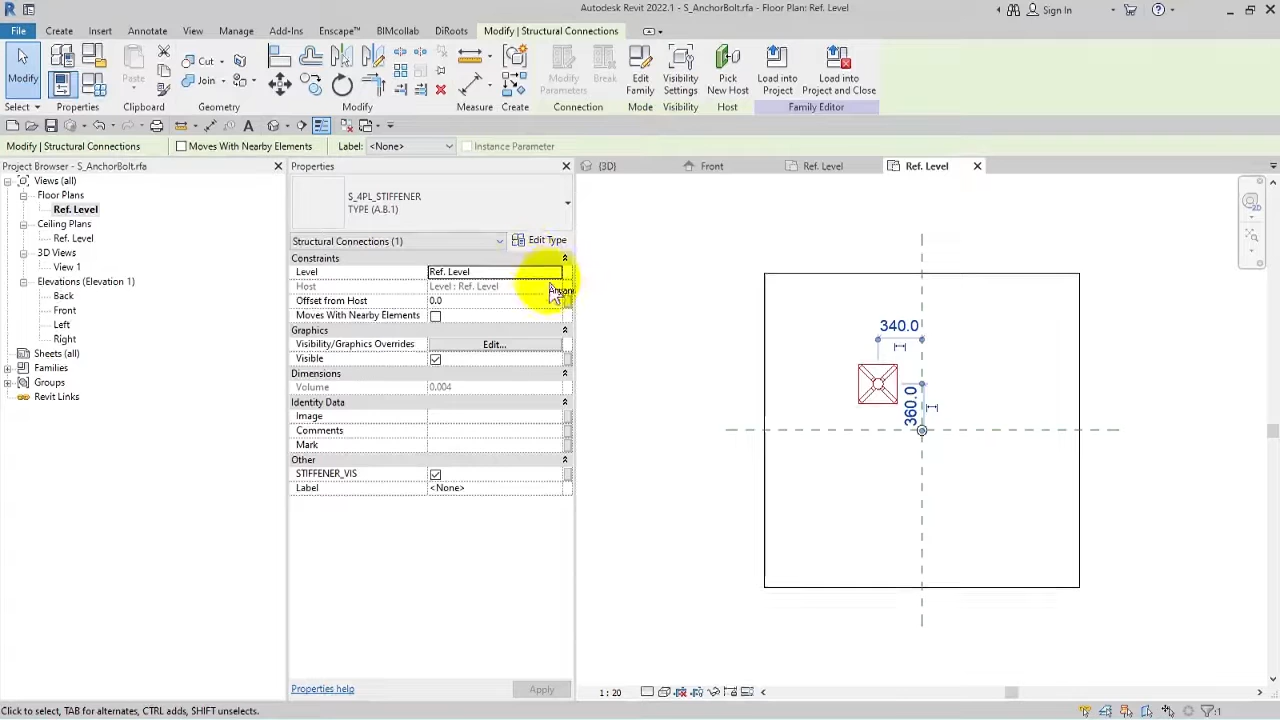 Autodesk Revit 2022.1 - S_AnchorBolt.rfa - Floor Plan: Ref. Level
Sign In
File Create Insert Annotate View Manage Add-Ins Enscape™ BIMcollab DiRoots Modify | Structural Connections
Modify
Paste
Cut
Join
Modify Parameters
Break
Edit Family
Visibility Settings
Pick New Host
Load into Project
Load into Project and Close
Select Properties Clipboard Geometry Modify Measure Create Connection Mode Visibility Host Family Editor
Modify | Structural Connections Moves With Nearby Elements Label: <None> Instance Parameter
Project Browser - S_AnchorBolt.rfa
Views (all)
Floor Plans
Ref. Level
Ceiling Plans
Ref. Level
3D Views
View 1
Elevations (Elevation 1)
Back
Front
Left
Right
Sheets (all)
Families
Groups
Revit Links
Properties
S_4PL_STIFFENER
TYPE (A.B.1)
Structural Connections (1) Edit Type
Constraints
Level Ref. Level
Host Level : Ref. Level
Offset from Host 0.0
Moves With Nearby Elements
Graphics
Visibility/Graphics Overrides Edit...
Visible
Dimensions
Volume 0.004
Identity Data
Image
Comments
Mark
Other
STIFFENER_VIS
Label <None>
Properties help Apply
{3D} Front Ref. Level Ref. Level
340.0
360.0
2D
1 : 20
Click to select, TAB for alternates, CTRL adds, SHIFT unselects.
:1